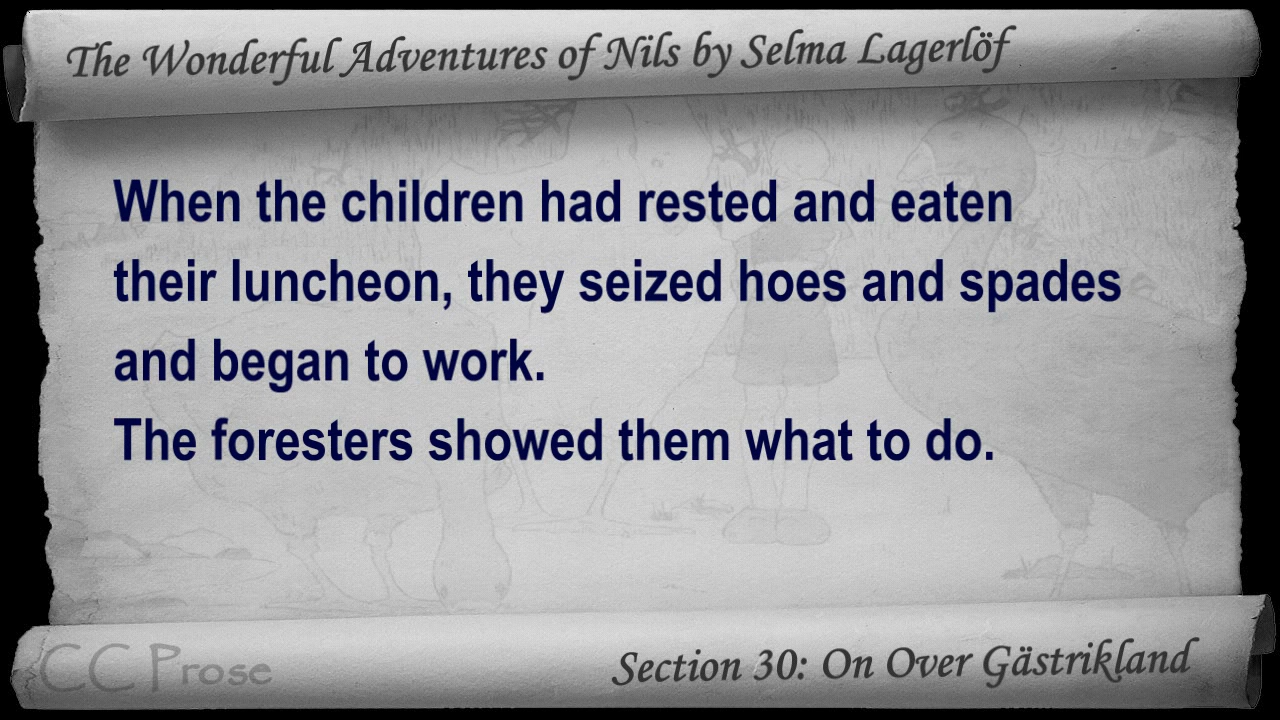 The Wonderful Adventures of Nils by Selma Lagerlöf
When the children had rested and eaten
their luncheon, they seized hoes and spades
and began to work.
The foresters showed them what to do.
CC Prose
Section 30: On Over Gästrikland